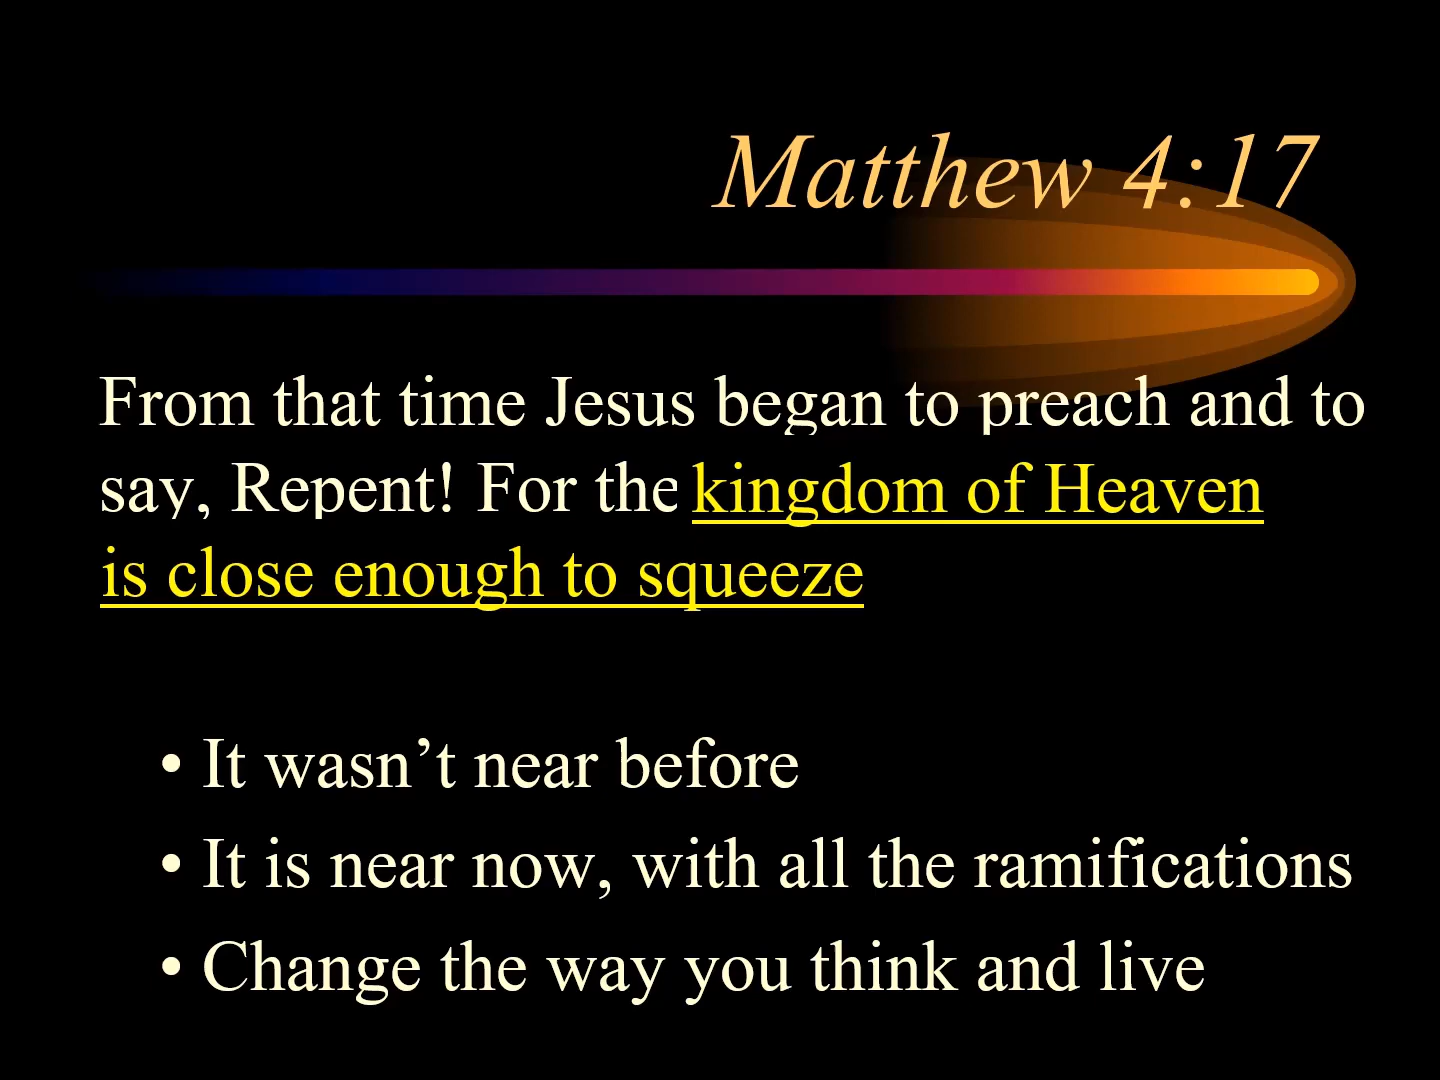 Matthew 4:17
From that time Jesus began to preach and to
say, Repent! For the kingdom of Heaven
is close enough to squeeze
• It wasn’t near before
• It is near now, with all the ramifications
• Change the way you think and live